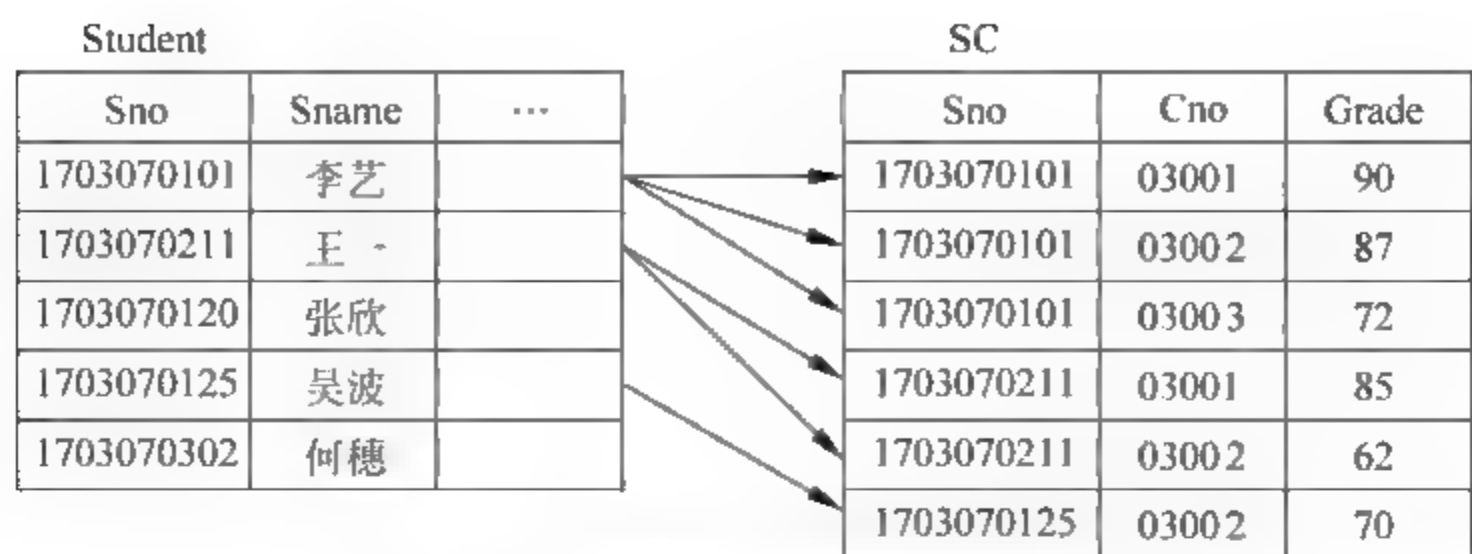 Student
Sno Sname …
1703070101 李艺
1703070211 王
1703070120 张欣
1703070125 吴波
1703070302 何穗
SC
Sno Cno Grade
1703070101 03001 90
1703070101 03002 87
1703070101 03003 72
1703070211 03001 85
1703070211 03002 62
1703070125 03002 70